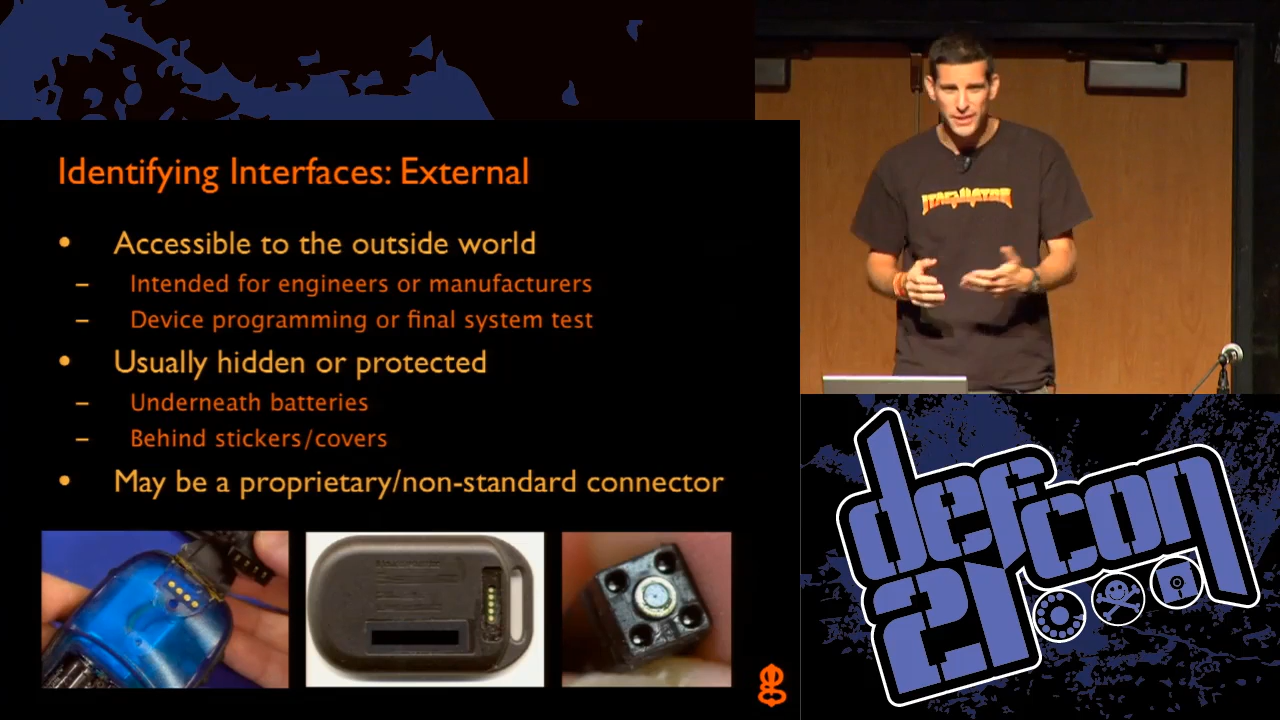 Identifying Interfaces: External
• Accessible to the outside world
– Intended for engineers or manufacturers
– Device programming or final system test
• Usually hidden or protected
– Underneath batteries
– Behind stickers/covers
• May be a proprietary/non-standard connector
defcon
21